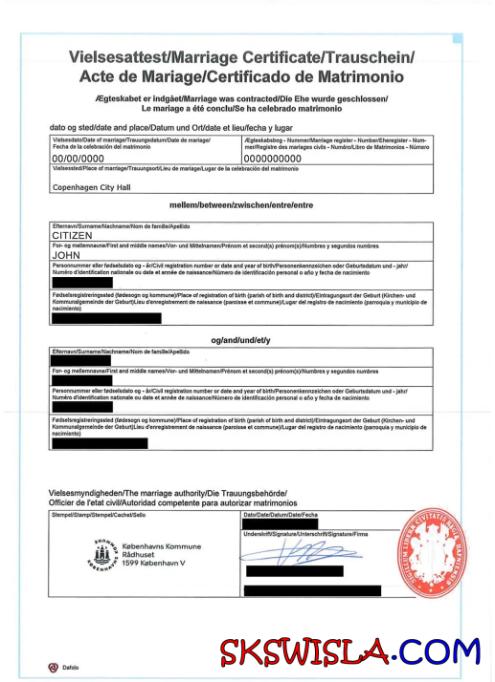 Vielsesattest/Marriage Certificate/Trauschein/
Acte de Mariage/Certificado de Matrimonio
Ægteskabet er indgået/Marriage was contracted/Die Ehe wurde geschlossen/
Le mariage a été conclu/Se ha celebrado matrimonio
dato og sted/date and place/Datum und Ort/date et lieu/fecha y lugar
Vielsesdato/Date of marriage/Trauungsdatum/Date de mariage/
Fecha de la celebración del matrimonio
00/00/0000
Ægteskabsbog - Nummer/Marriage register - Number/Eheregister - Num-
mer/Registre des mariages civils - Numéro/Libro de Matrimonios - Número
0000000000
Vielsessted/Place of marriage/Trauungsort/Lieu de mariage/Lugar de la celebración del matrimonio
Copenhagen City Hall
mellem/between/zwischen/entre/entre
Efternavn/Surname/Nachname/Nom de famille/Apellido
CITIZEN
For- og mellemnavne/First and middle names/Vor- und Mittelnamen/Prénom et second(s) prénom(s)/Nombres y segundos numbres
JOHN
Personnummer eller fødselsdato og - år/Civil registration number or date and year of birth/Personenkennzeichen oder Geburtsdatum und - jahr/
Numéro d'identification nationale ou date et année de naissance/Número de identificación personal o año y fecha de nacimiento
Fødselsregistreringssted (fødesogn og kommune)/Place of registration of birth (parish of birth and district)/Eintragungsort der Geburt (Kirchen- und
Kommunalgemeinde der Geburt)/Lieu d'enregistrement de naissance (paroisse et commune)/Lugar del registro de nacimiento (parroquia y municipio de
nacimiento)
og/and/und/et/y
Efternavn/Surname/Nachname/Nom de famille/Apellido
For- og mellemnavne/First and middle names/Vor- und Mittelnamen/Prénom et second(s) prénom(s)/Nombres y segundos numbres
Personnummer eller fødselsdato og - år/Civil registration number or date and year of birth/Personenkennzeichen oder Geburtsdatum und - jahr/
Numéro d'identification nationale ou date et année de naissance/Número de identificación personal o año y fecha de nacimiento
Fødselsregistreringssted (fødesogn og kommune)/Place of registration of birth (parish of birth and district)/Eintragungsort der Geburt (Kirchen- und
Kommunalgemeinde der Geburt)/Lieu d'enregistrement de naissance (paroisse et commune)/Lugar del registro de nacimiento (parroquia y municipio de
nacimiento)
Vielsesmyndigheden/The marriage authority/Die Trauungsbehörde/
Officier de l'etat civil/Autoridad competente para autorizar matrimonios
Stempel/Stamp/Stempel/Cachet/Sello
Københavns Kommune
Rådhuset
1599 København V
Dato/Date/Datum/Date/Fecha
Underskrift/Signature/Unterschrift/Signature/Firma
SKSWISLA.COM
Dafolo